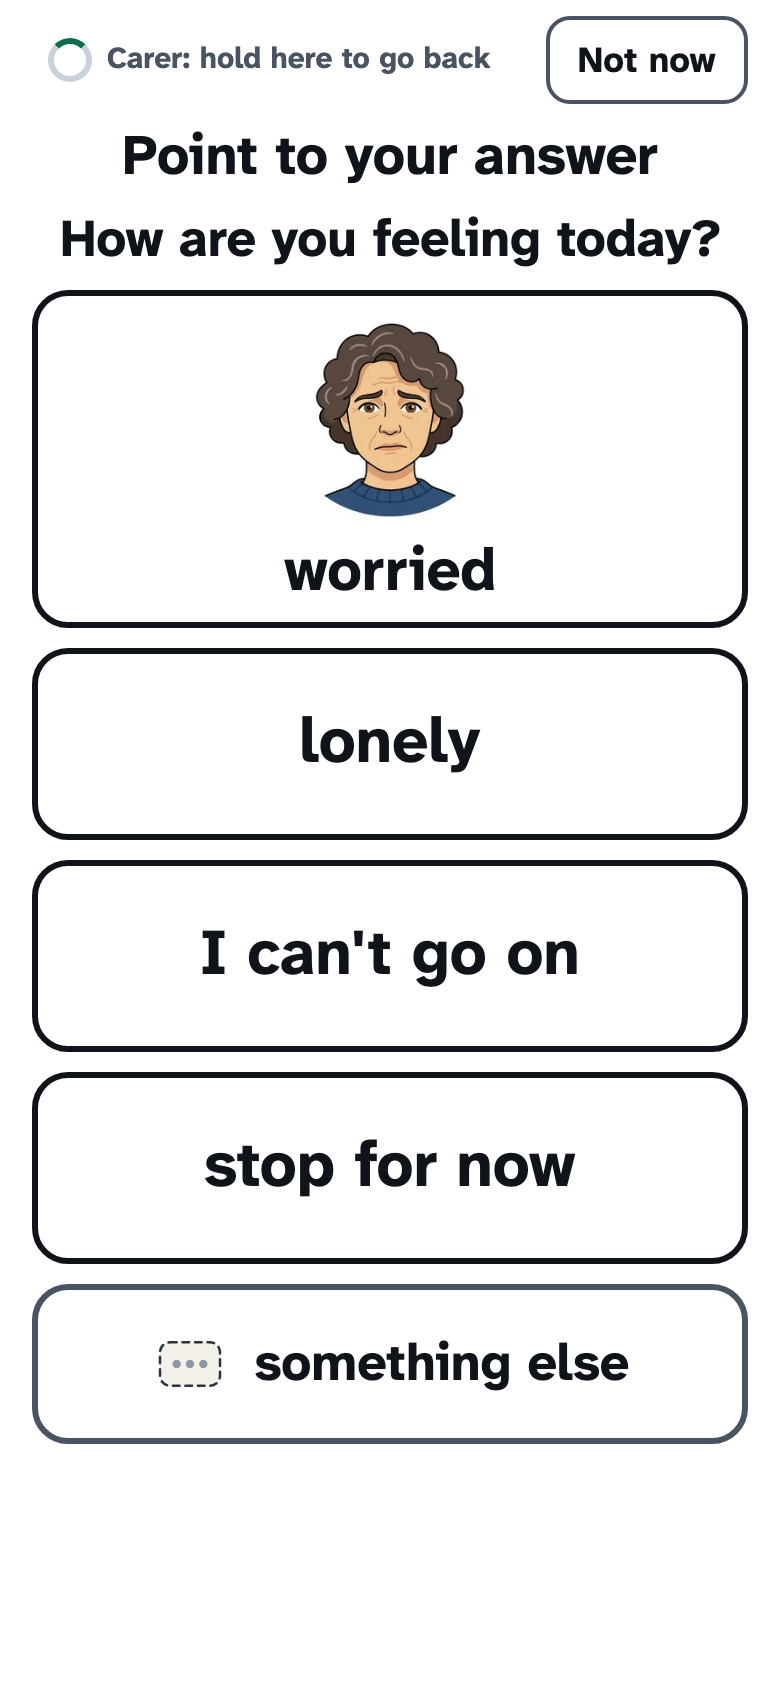 Carer: hold here to go back
Not now
Point to your answer
How are you feeling today?
worried
lonely
I can't go on
stop for now
something else